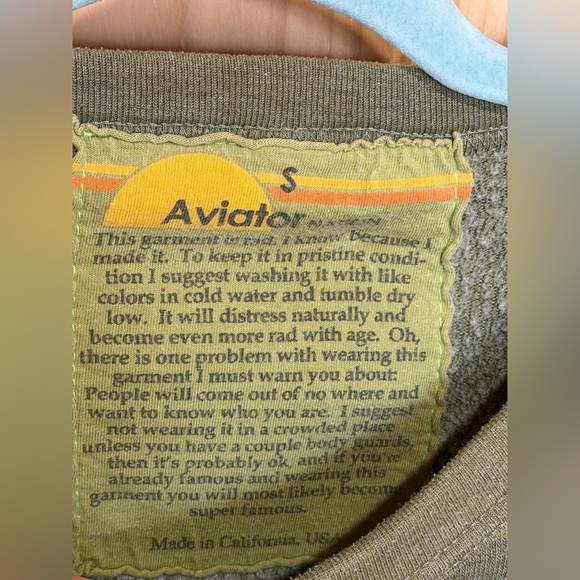 S
Aviator NATION
This garment is rad. I know because I
made it. To keep it in pristine condi-
tion I suggest washing it with like
colors in cold water and tumble dry
low. It will distress naturally and
become even more rad with age. Oh,
there is one problem with wearing this
garment I must warn you about:
People will come out of no where and
want to know who you are. I suggest
not wearing it in a crowded place
unless you have a couple body guards,
then it's probably ok, and if you're
already famous and wearing this
garment you will most likely become
super famous.
Made in California, USA